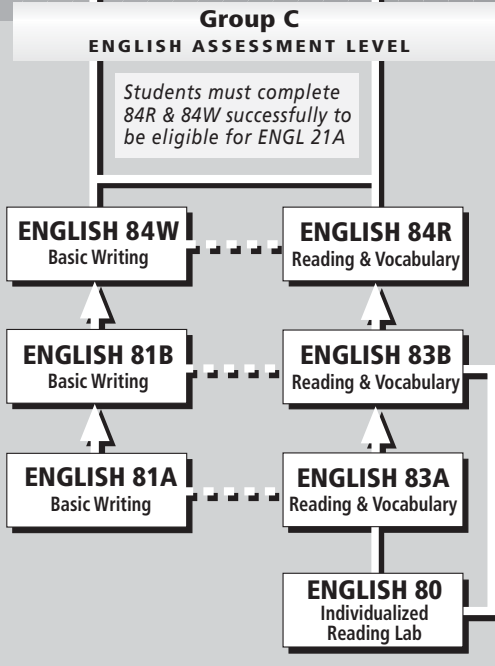 Group C
ENGLISH ASSESSMENT LEVEL
Students must complete
84R & 84W successfully to
be eligible for ENGL 21A
ENGLISH 84W
Basic Writing
ENGLISH 84R
Reading & Vocabulary
ENGLISH 81B
Basic Writing
ENGLISH 83B
Reading & Vocabulary
ENGLISH 81A
Basic Writing
ENGLISH 83A
Reading & Vocabulary
ENGLISH 80
Individualized
Reading Lab